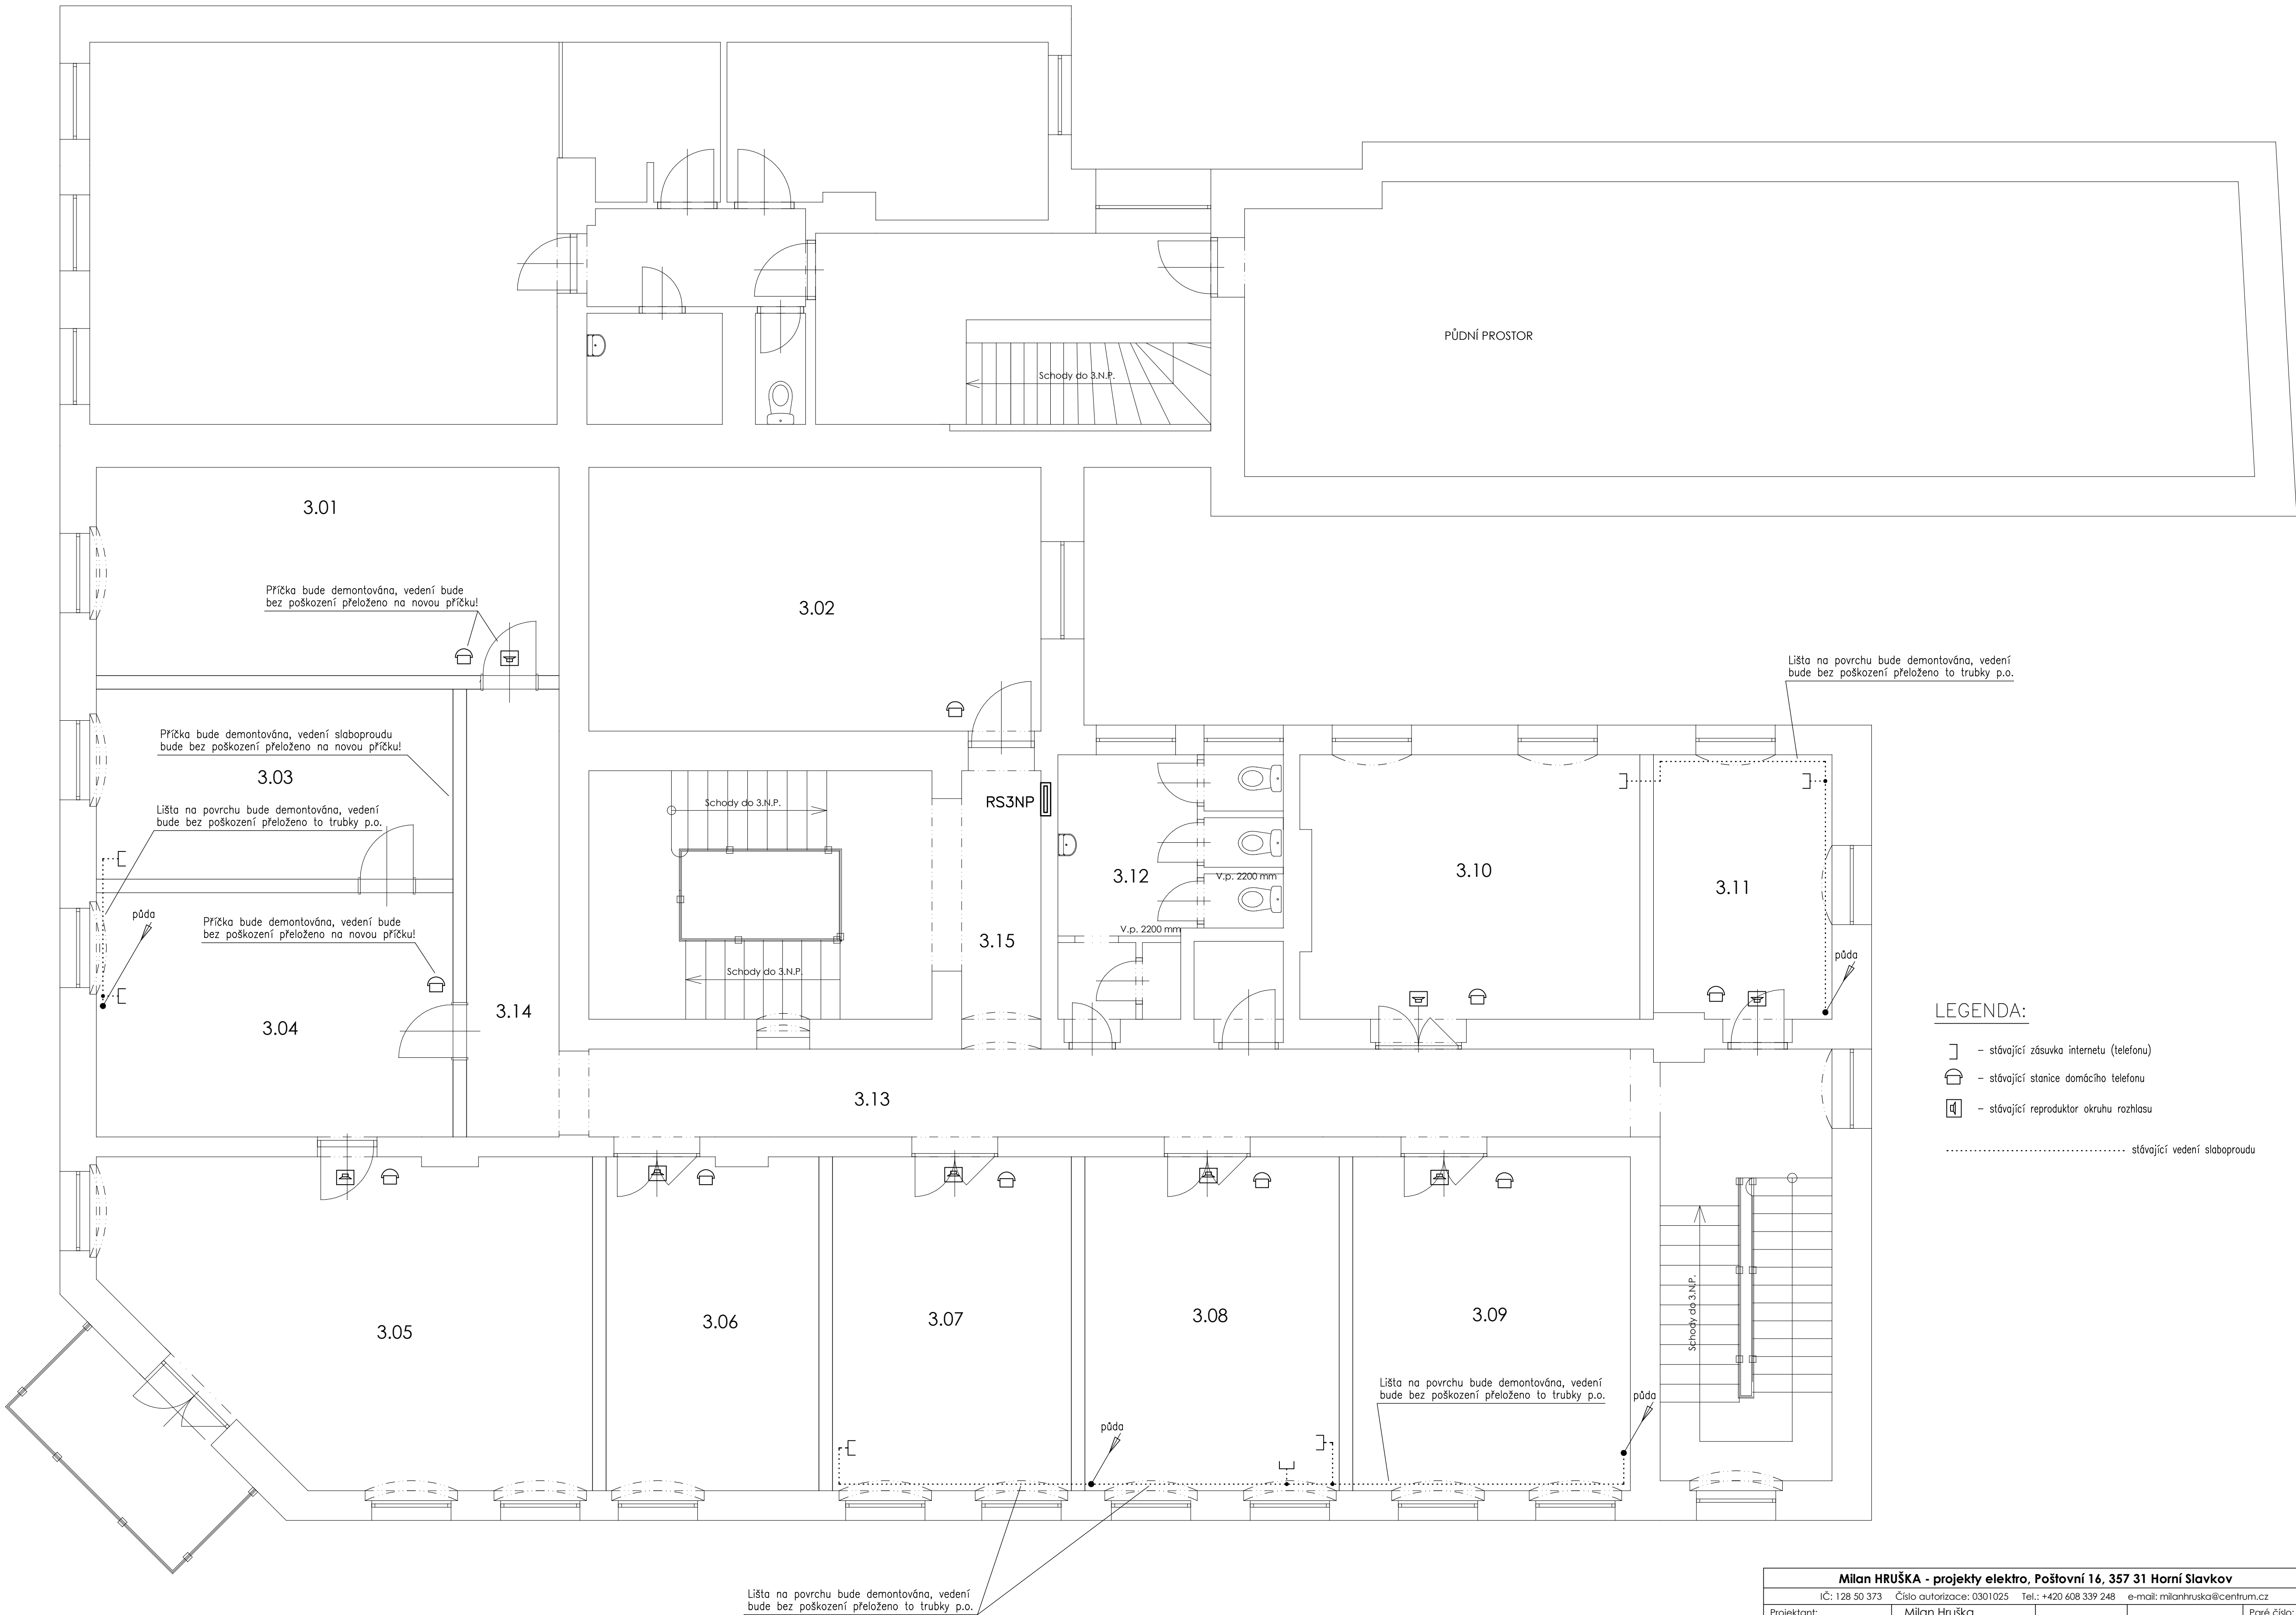 PŮDNÍ PROSTOR
Schody do 3.N.P.
3.01
Příčka bude demontována, vedení bude
bez poškození přeloženo na novou příčku!
3.02
Lišta na povrchu bude demontována, vedení
bude bez poškození přeloženo to trubky p.o.
Příčka bude demontována, vedení slaboproudu
bude bez poškození přeloženo na novou příčku!
3.03
Lišta na povrchu bude demontována, vedení
bude bez poškození přeloženo to trubky p.o.
Schody do 3.N.P.
RS3NP
3.12
V.p. 2200 mm
3.10
3.11
půda
Příčka bude demontována, vedení bude
bez poškození přeloženo na novou příčku!
V.p. 2200 mm
3.15
půda
Schody do 3.N.P.
3.14
3.04
LEGENDA:
- stávající zásuvka internetu (telefonu)
- stávající stanice domácího telefonu
- stávající reproduktor okruhu rozhlasu
stávající vedení slaboproudu
3.13
3.05
3.06
3.07
3.08
3.09
Schody do 3.N.P.
Lišta na povrchu bude demontována, vedení
bude bez poškození přeloženo to trubky p.o.
půda
půda
Lišta na povrchu bude demontována, vedení
bude bez poškození přeloženo to trubky p.o.
Milan HRUŠKA - projekty elektro, Poštovní 16, 357 31 Horní Slavkov
IČ: 128 50 373 Číslo autorizace: 0301025 Tel.: +420 608 339 248 e-mail: milanhruska@centrum.cz
Projektant: Milan Hruška Paré číslo: